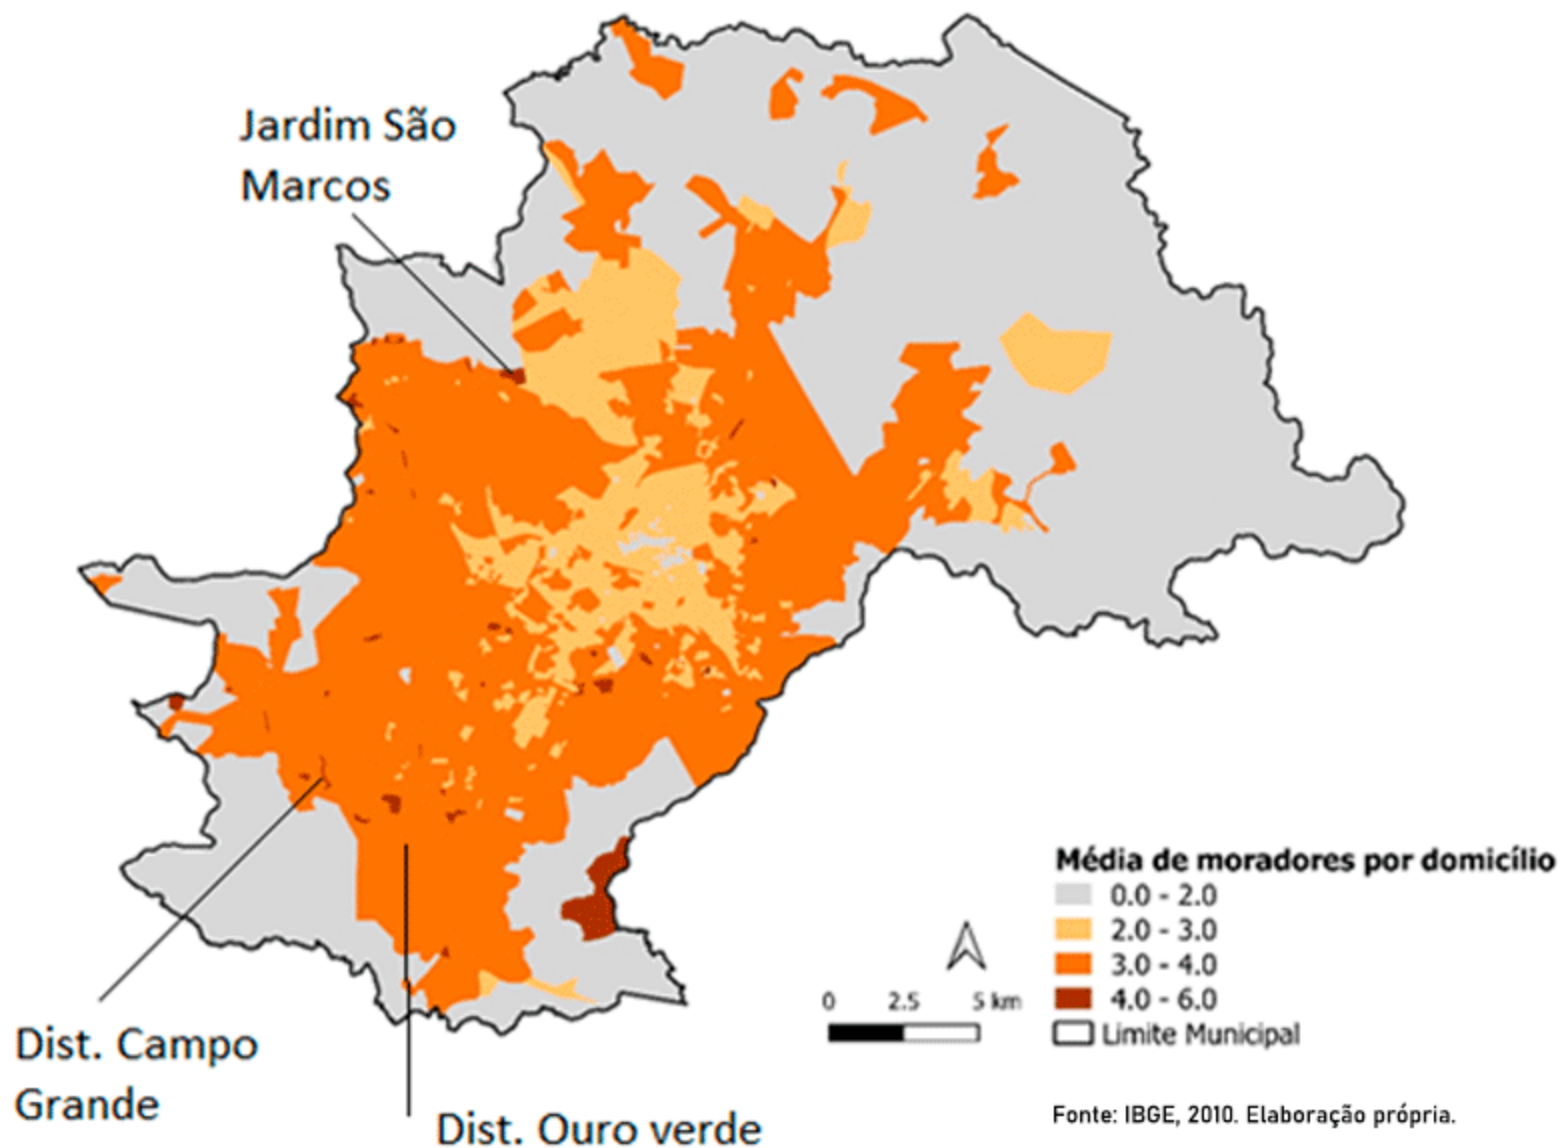 Jardim São
Marcos
Dist. Campo
Grande
Dist. Ouro verde
Média de moradores por domicílio
0.0 - 2.0
2.0 - 3.0
3.0 - 4.0
4.0 - 6.0
Limite Municipal
0 2.5 5 km
Fonte: IBGE, 2010. Elaboração própria.